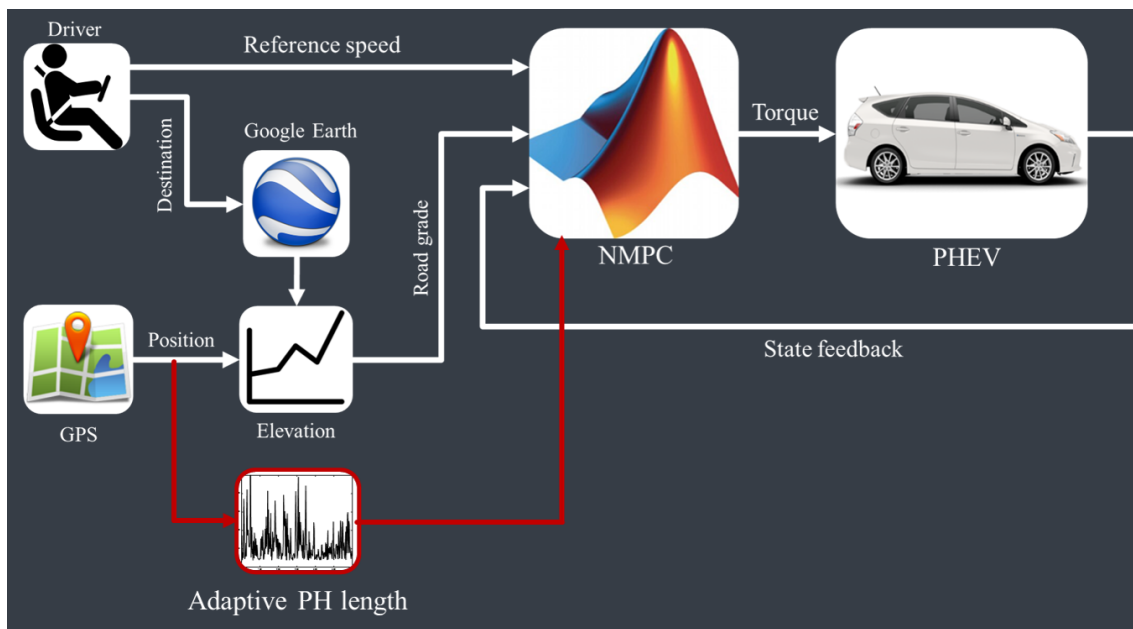 Driver
Reference speed
Destination
Google Earth
Road grade
NMPC
Torque
PHEV
State feedback
Position
GPS
Elevation
Adaptive PH length